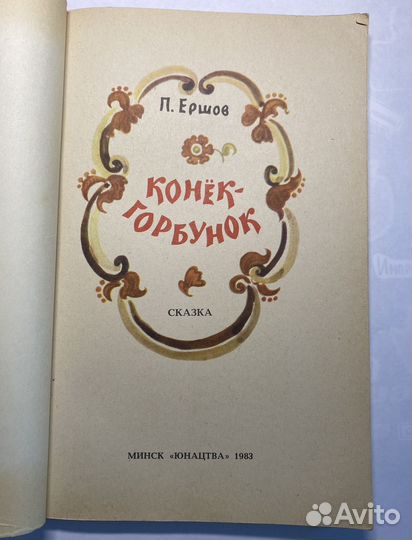 П. Ершов
КОНЁК-
ГОРБУНОК
СКАЗКА
МИНСК «ЮНАЦТВА» 1983
Avito